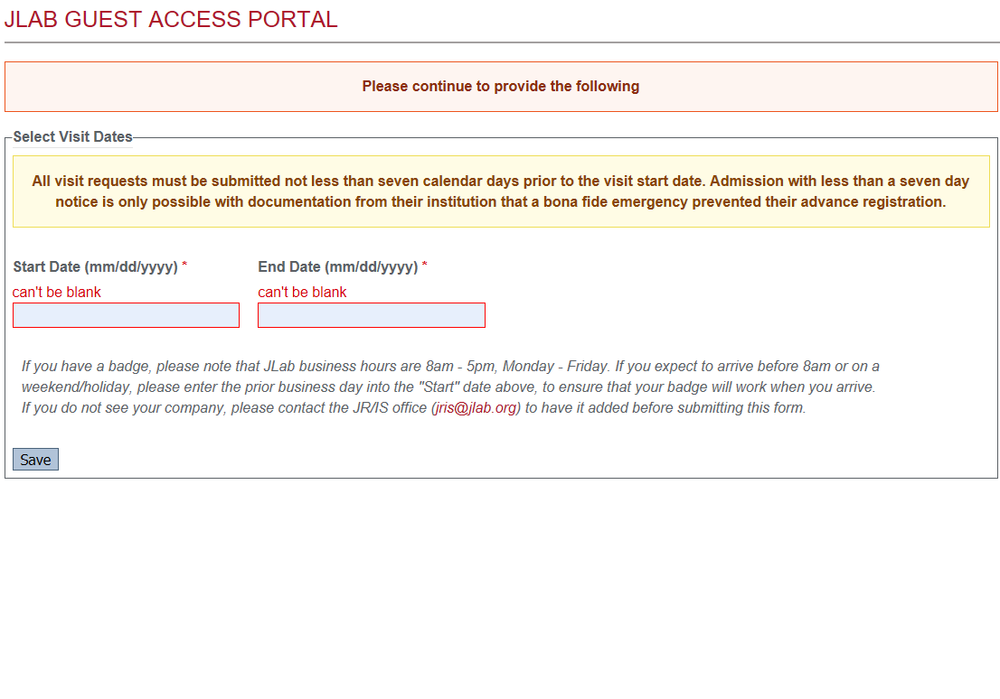 JLAB GUEST ACCESS PORTAL
Please continue to provide the following
Select Visit Dates
All visit requests must be submitted not less than seven calendar days prior to the visit start date. Admission with less than a seven day
notice is only possible with documentation from their institution that a bona fide emergency prevented their advance registration.
Start Date (mm/dd/yyyy) * End Date (mm/dd/yyyy) *
can't be blank can't be blank
If you have a badge, please note that JLab business hours are 8am - 5pm, Monday - Friday. If you expect to arrive before 8am or on a
weekend/holiday, please enter the prior business day into the "Start" date above, to ensure that your badge will work when you arrive.
If you do not see your company, please contact the JR/IS office (jris@jlab.org) to have it added before submitting this form.
Save